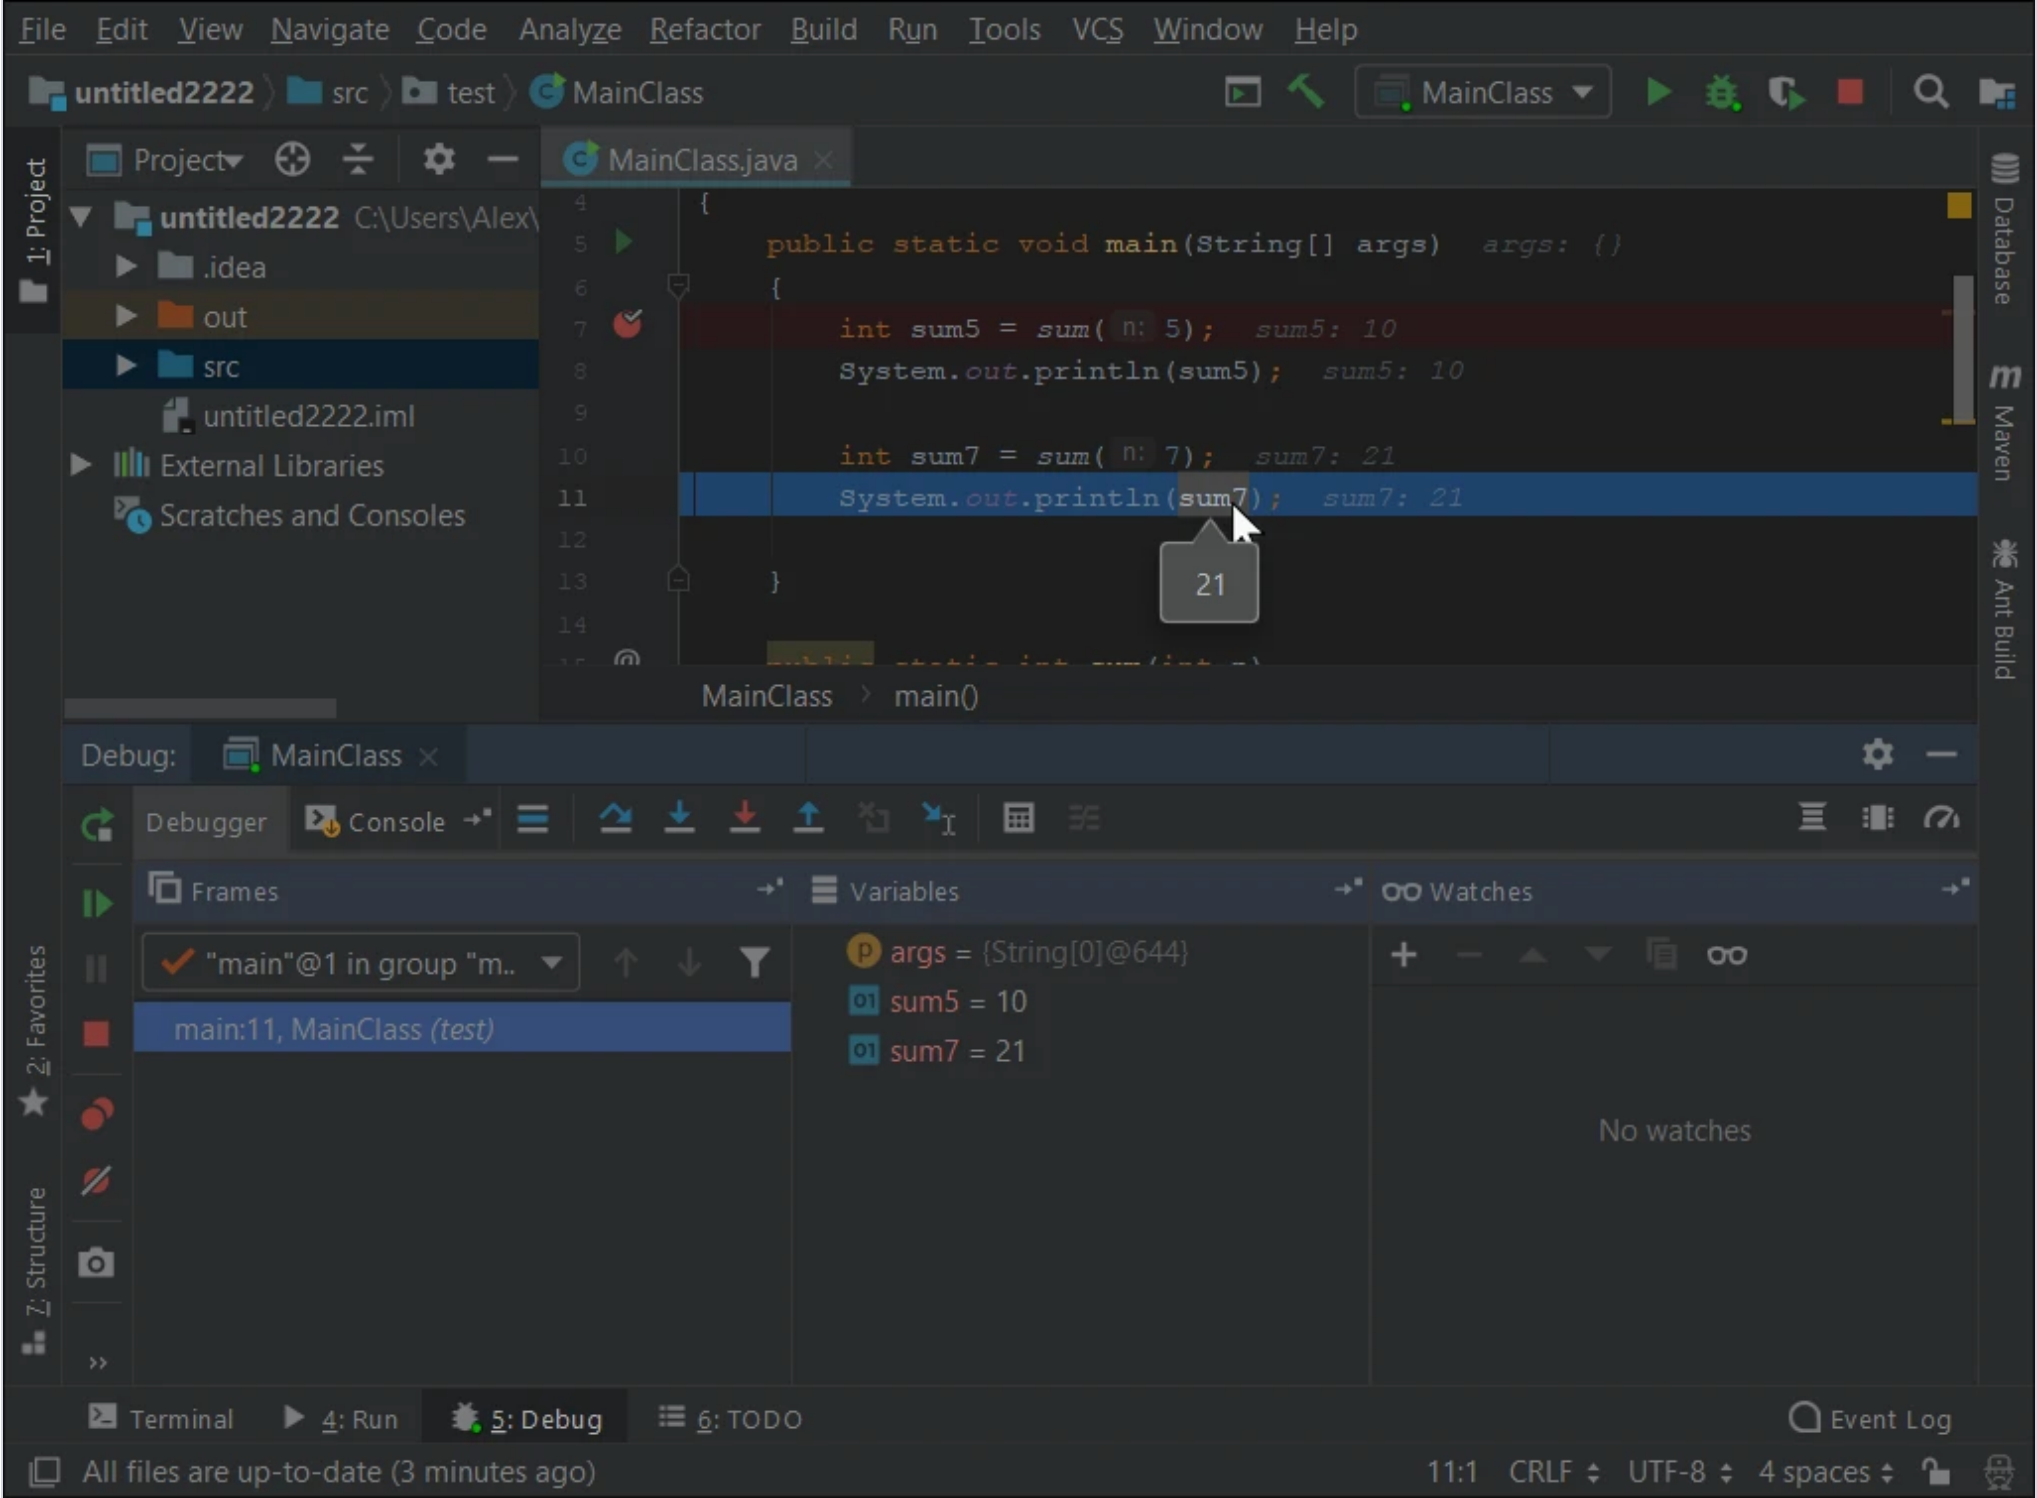 File Edit View Navigate Code Analyze Refactor Build Run Tools VCS Window Help
untitled2222 src test MainClass
MainClass
1: Project
Project
MainClass.java
untitled2222 C:\Users\Alex\
.idea
out
src
untitled2222.iml
External Libraries
Scratches and Consoles
4 {
5 public static void main(String[] args) args: {}
6 {
7 int sum5 = sum( n: 5); sum5: 10
8 System.out.println(sum5); sum5: 10
9
10 int sum7 = sum( n: 7); sum7: 21
11 System.out.println(sum7); sum7: 21
12
21
13 }
14
15 @ public static int sum(int n)
MainClass main()
Database
m Maven
Ant Build
Debug: MainClass
Debugger Console
Frames
"main"@1 in group "m..
main:11, MainClass (test)
Variables
args = {String[0]@644}
sum5 = 10
sum7 = 21
Watches
No watches
2: Favorites
7: Structure
Terminal 4: Run 5: Debug 6: TODO Event Log
All files are up-to-date (3 minutes ago) 11:1 CRLF UTF-8 4 spaces